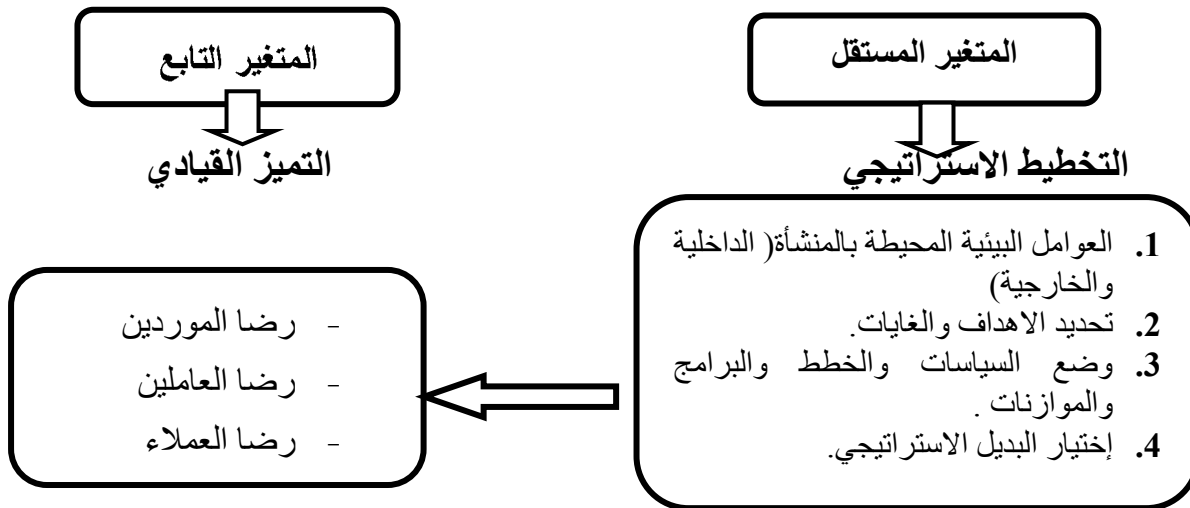 المتغير المستقل
المتغير التابع
التخطيط الاستراتيجي
التميز القيادي
1. العوامل البيئية المحيطة بالمنشأة( الداخلية
والخارجية)
2. تحديد الاهداف والغايات.
3. وضع السياسات والخطط والبرامج
والموازنات .
4. إختيار البديل الاستراتيجي.
- رضا الموردين
- رضا العاملين
- رضا العملاء